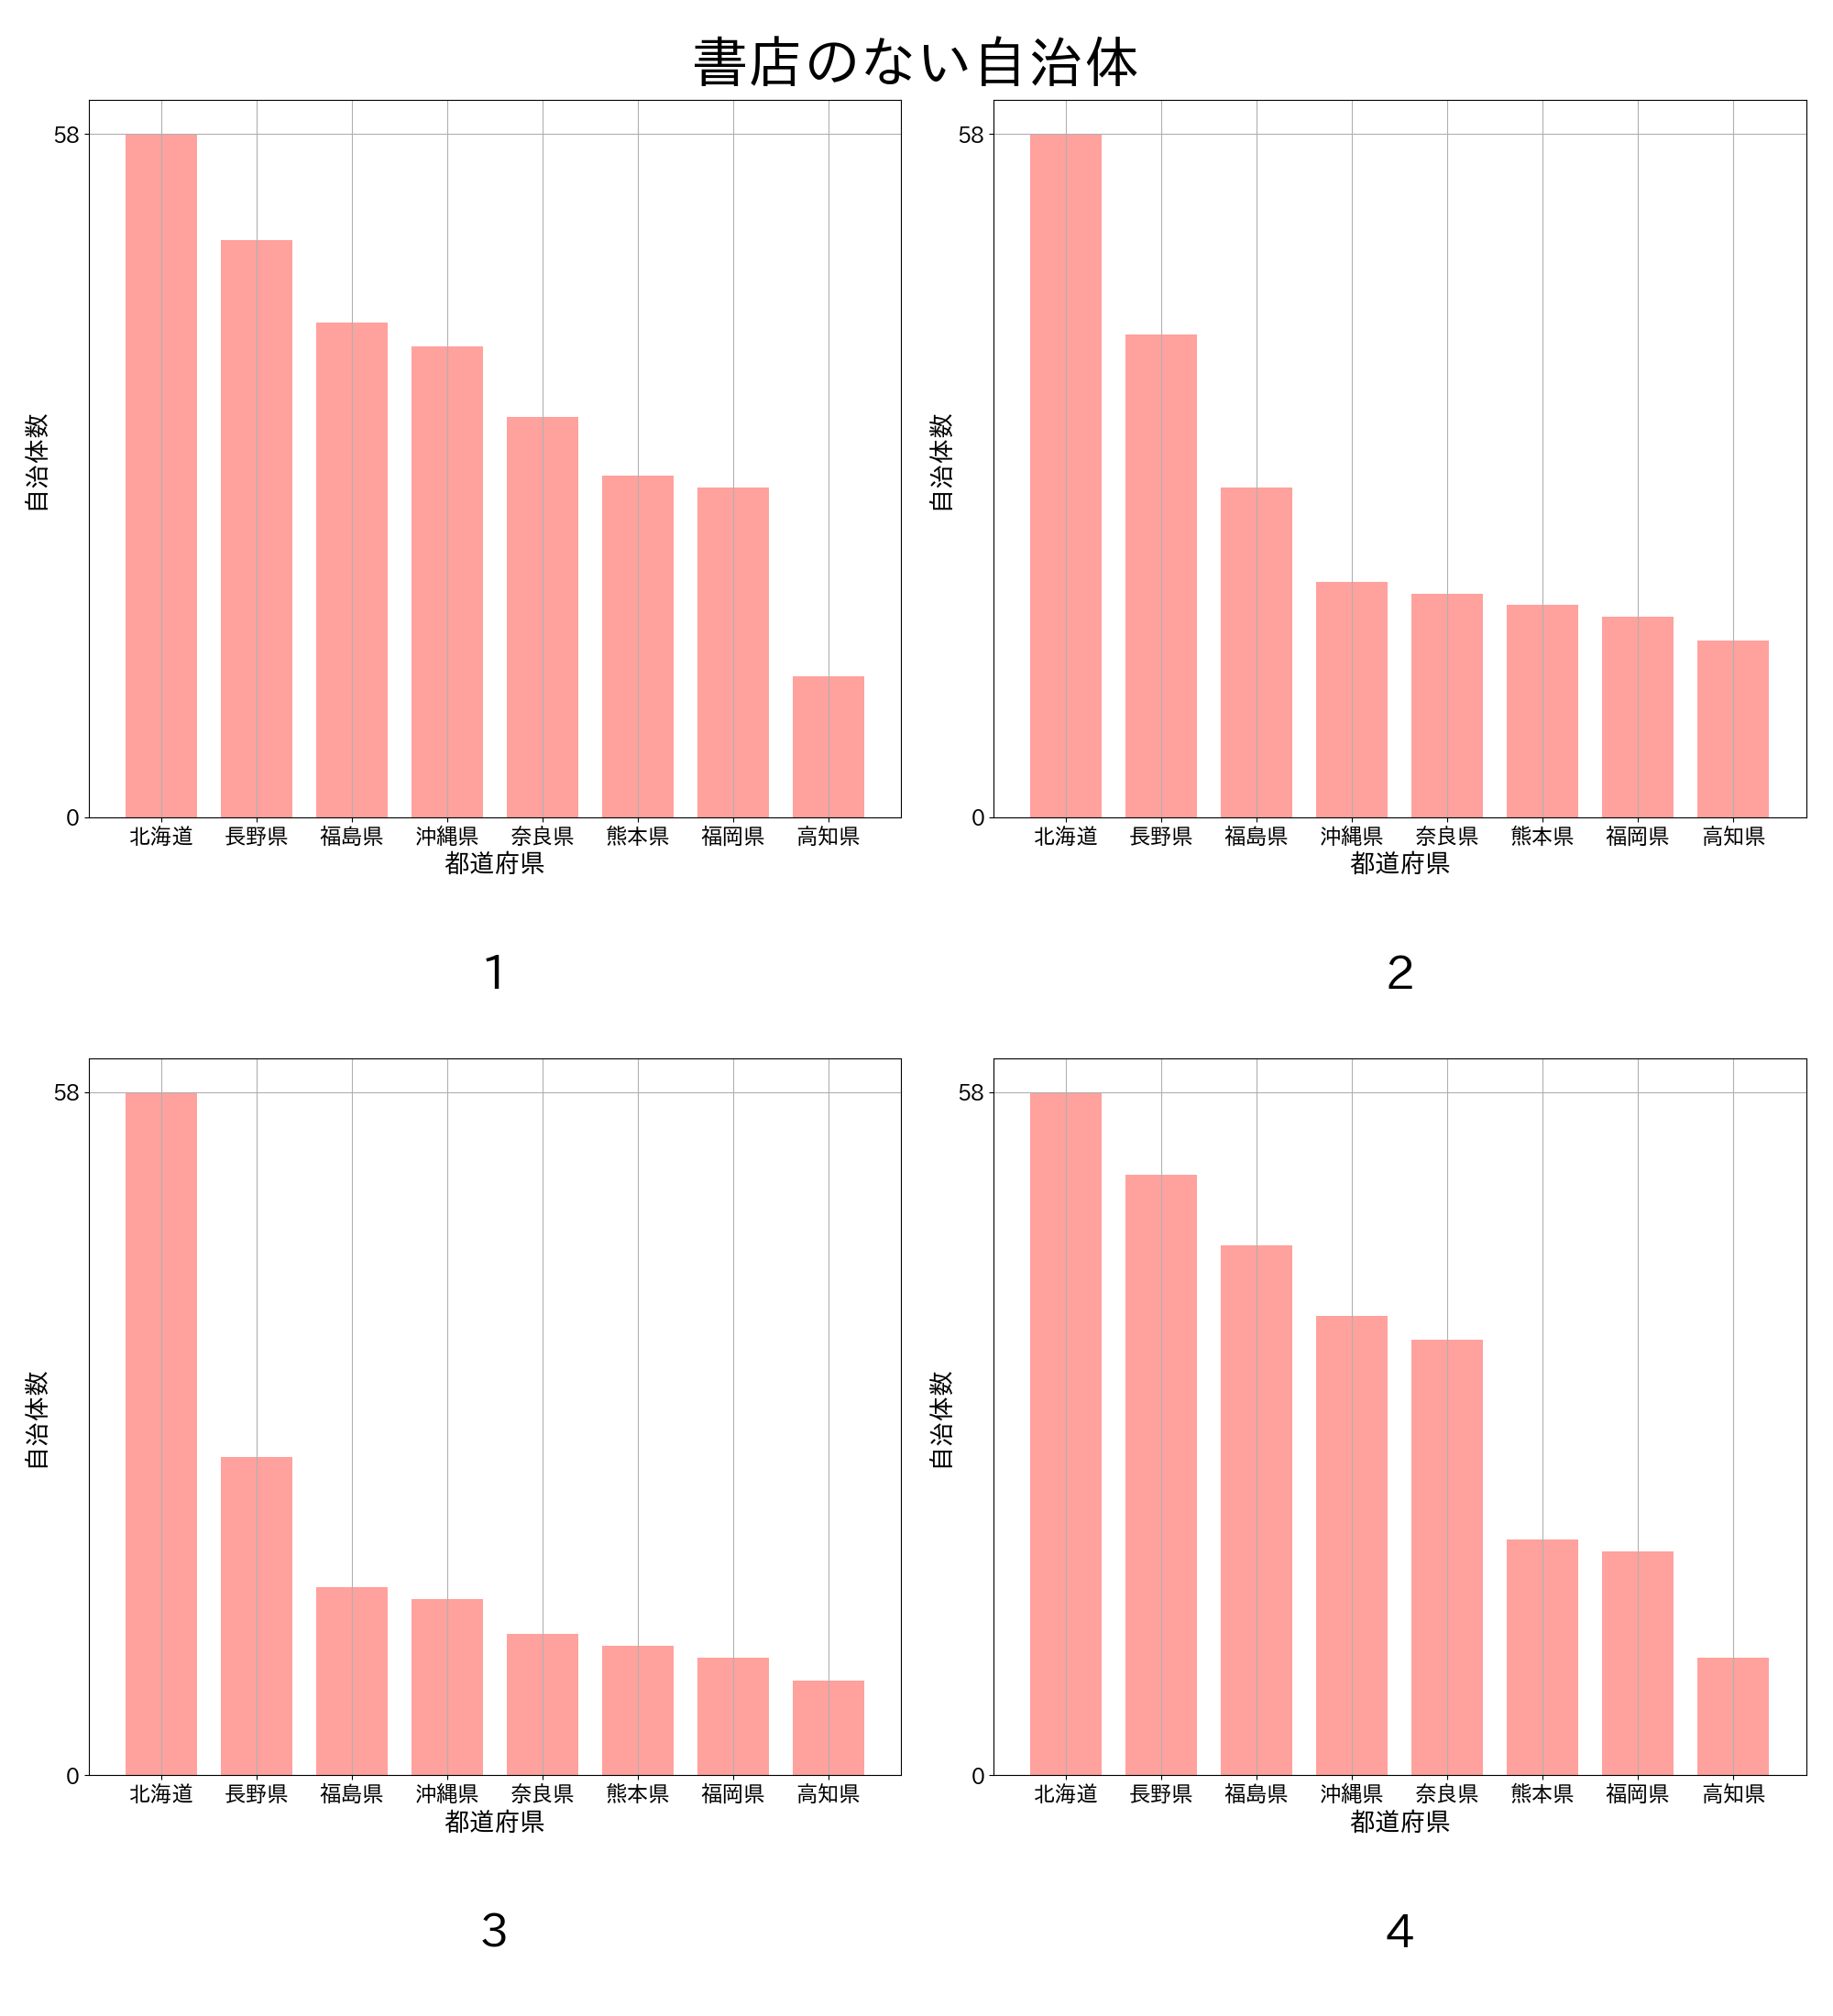 書店のない自治体
58
0
自治体数
北海道 長野県 福島県 沖縄県 奈良県 熊本県 福岡県 高知県
都道府県
1
58
0
自治体数
北海道 長野県 福島県 沖縄県 奈良県 熊本県 福岡県 高知県
都道府県
2
58
0
自治体数
北海道 長野県 福島県 沖縄県 奈良県 熊本県 福岡県 高知県
都道府県
3
58
0
自治体数
北海道 長野県 福島県 沖縄県 奈良県 熊本県 福岡県 高知県
都道府県
4